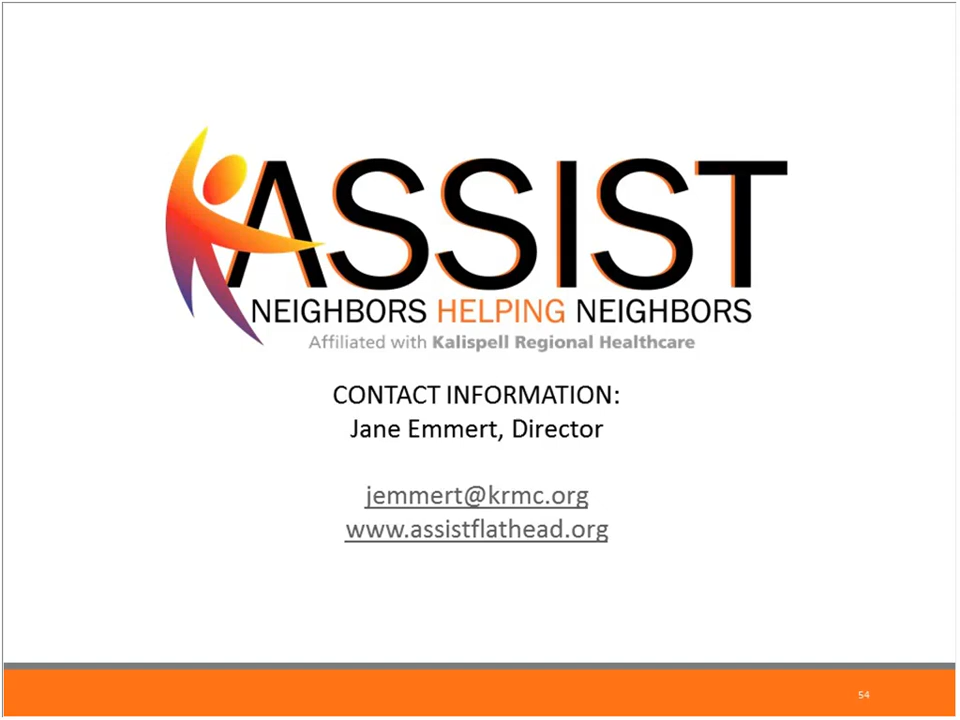 ASSIST
NEIGHBORS HELPING NEIGHBORS
Affiliated with Kalispell Regional Healthcare
CONTACT INFORMATION:
Jane Emmert, Director
jemmert@krmc.org
www.assistflathead.org
54